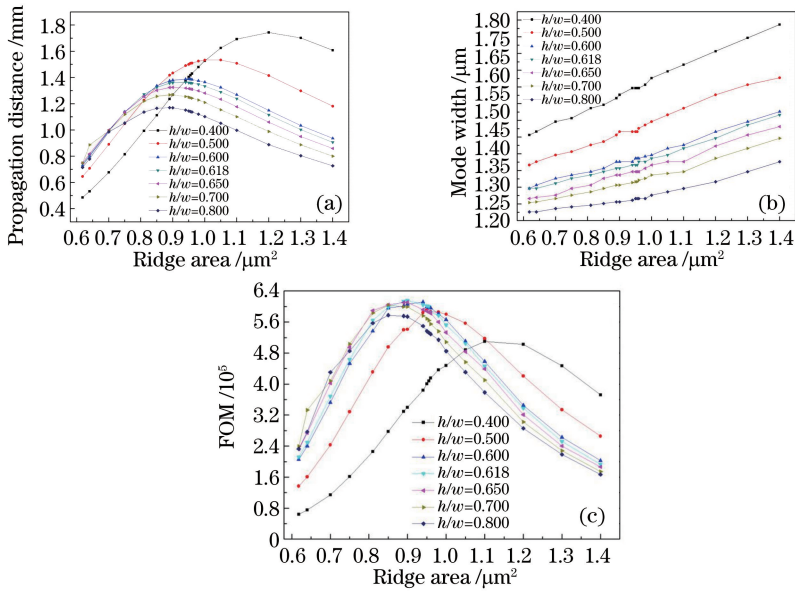 1.8
1.6
1.4
1.2
1.0
0.8
0.6
0.4
Propagation distance /mm
h/w=0.400
h/w=0.500
h/w=0.600
h/w=0.618
h/w=0.650
h/w=0.700
h/w=0.800
(a)
0.6 0.7 0.8 0.9 1.0 1.1 1.2 1.3 1.4
Ridge area /μm²
(b)
1.80
1.75
1.70
1.65
1.60
1.55
1.50
1.45
1.40
1.35
1.30
1.25
1.20
Mode width /μm
h/w=0.400
h/w=0.500
h/w=0.600
h/w=0.618
h/w=0.650
h/w=0.700
h/w=0.800
0.6 0.7 0.8 0.9 1.0 1.1 1.2 1.3 1.4
Ridge area /μm²
6.4
5.6
4.8
4.0
3.2
2.4
1.6
0.8
0
FOM /10⁵
h/w=0.400
h/w=0.500
h/w=0.600
h/w=0.618
h/w=0.650
h/w=0.700
h/w=0.800
(c)
0.6 0.7 0.8 0.9 1.0 1.1 1.2 1.3 1.4
Ridge area /μm²